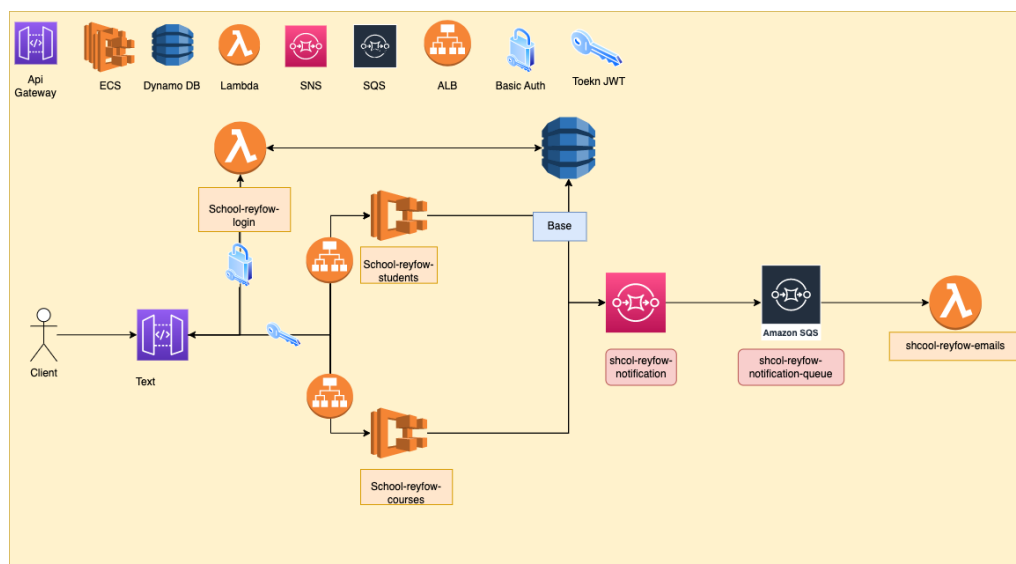 Api
Gateway
ECS
Dynamo DB
Lambda
SNS
SQS
ALB
Basic Auth
Toekn JWT
School-reyfow-
login
School-reyfow-
students
Base
Client
Text
Amazon SQS
shcol-reyfow-
notification
shcol-reyfow-
notification-queue
shcool-reyfow-emails
School-reyfow-
courses